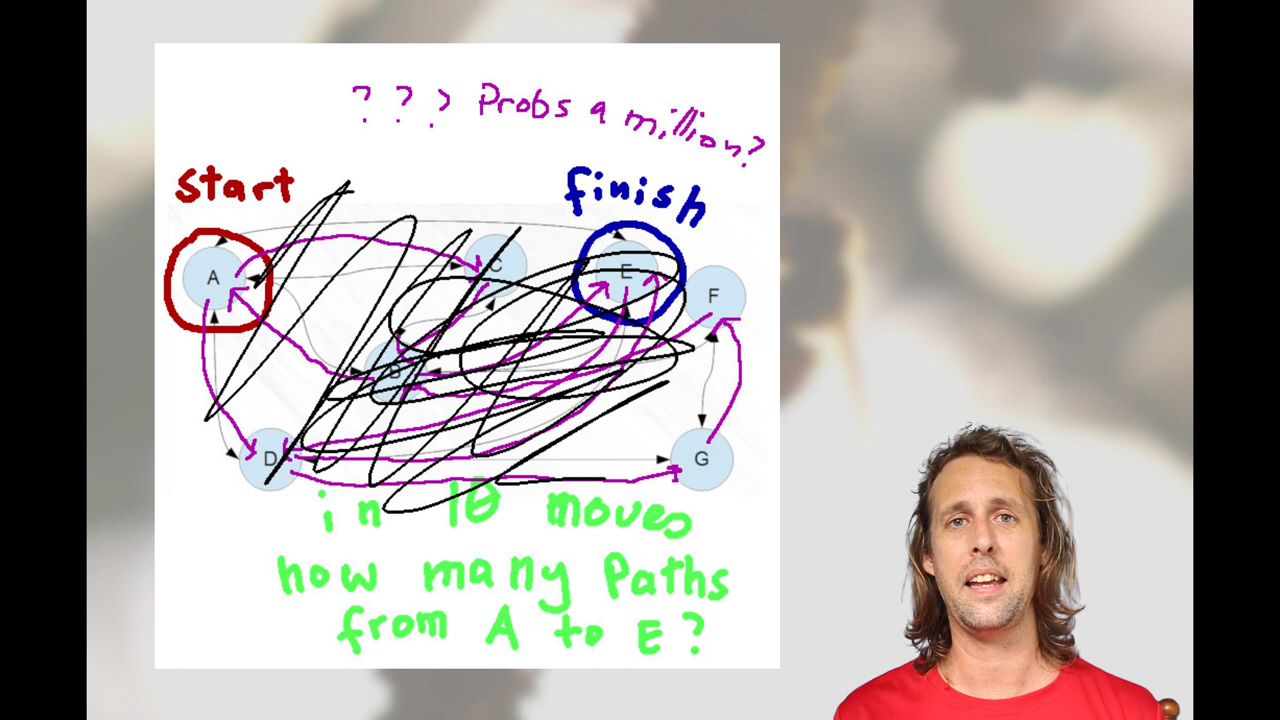 ? ? ? Probs a million?
start
finish
A
C
E
F
B
D
G
in 10 moves
how many Paths
from A to E?